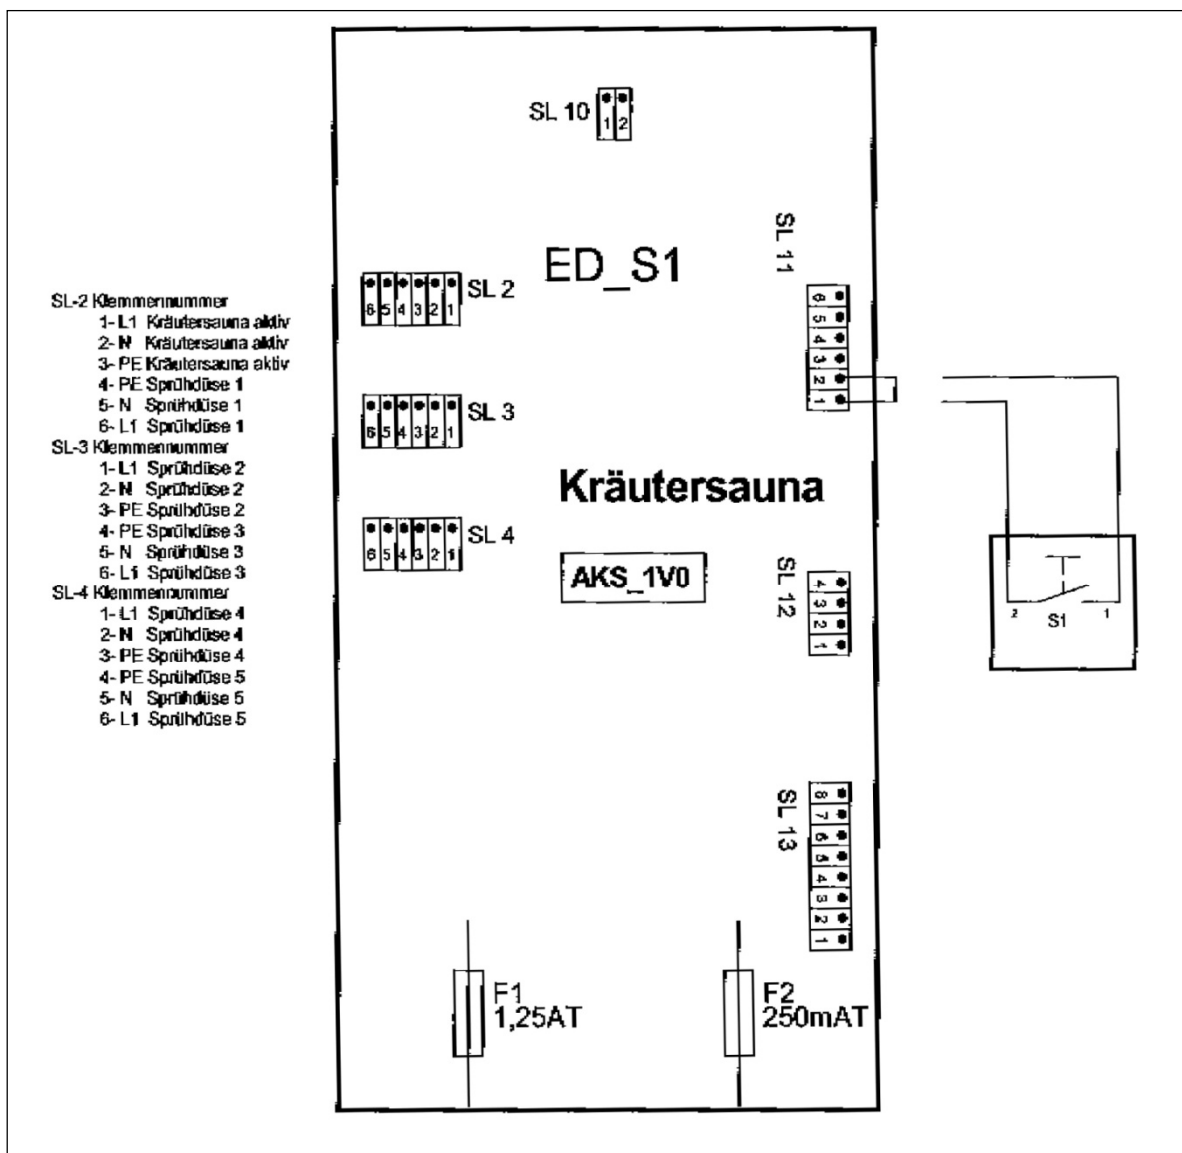 SL 10
1 2
ED_S1
SL 11
6
5
4
3
2
1
SL 2
6 5 4 3 2 1
SL-2 Klemmennummer
1- L1 Kräutersauna aktiv
2- N Kräutersauna aktiv
3- PE Kräutersauna aktiv
4- PE Sprühdüse 1
5- N Sprühdüse 1
6- L1 Sprühdüse 1
SL-3 Klemmennummer
1- L1 Sprühdüse 2
2- N Sprühdüse 2
3- PE Sprühdüse 2
4- PE Sprühdüse 3
5- N Sprühdüse 3
6- L1 Sprühdüse 3
SL-4 Klemmennummer
1- L1 Sprühdüse 4
2- N Sprühdüse 4
3- PE Sprühdüse 4
4- PE Sprühdüse 5
5- N Sprühdüse 5
6- L1 Sprühdüse 5
SL 3
6 5 4 3 2 1
Kräutersauna
SL 4
6 5 4 3 2 1
AKS_1V0
SL 12
4
3
2
1
2 S1 1
SL 13
8
7
6
5
4
3
2
1
F1
1,25AT
F2
250mAT